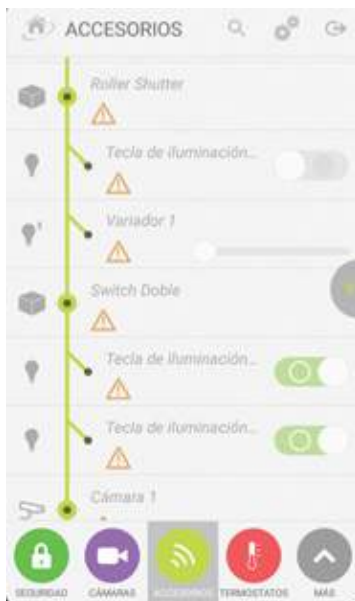 ACCESORIOS
Roller Shutter
Tecla de iluminación...
Variador 1
Switch Doble
Tecla de iluminación...
Tecla de iluminación...
Cámara 1
SEGURIDAD CÁMARAS ACCESORIOS TERMOSTATOS MÁS